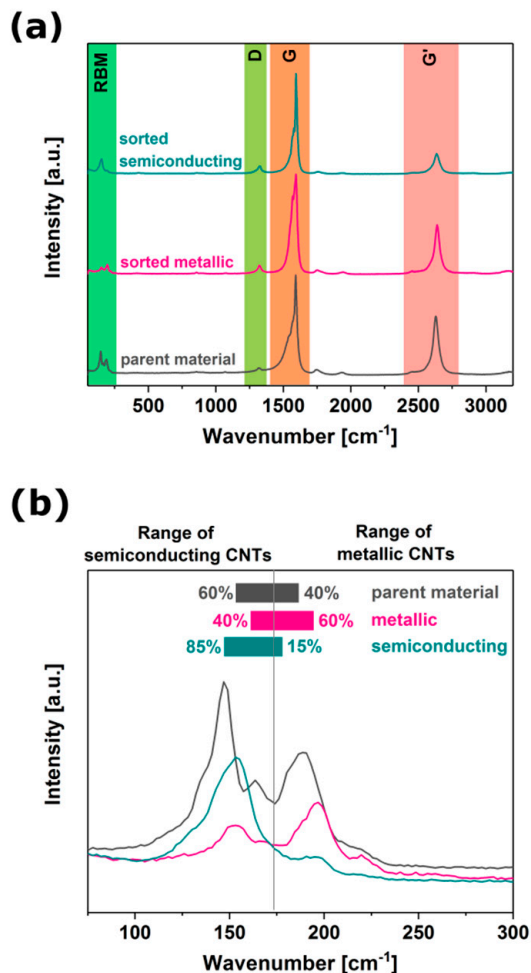 (a)
RBM
D
G
G'
sorted
semiconducting
sorted metallic
parent material
Intensity [a.u.]
500 1000 1500 2000 2500 3000
Wavenumber [cm⁻¹]
(b)
Range of
semiconducting CNTs
Range of
metallic CNTs
60% 40% parent material
40% 60% metallic
85% 15% semiconducting
Intensity [a.u.]
100 150 200 250 300
Wavenumber [cm⁻¹]